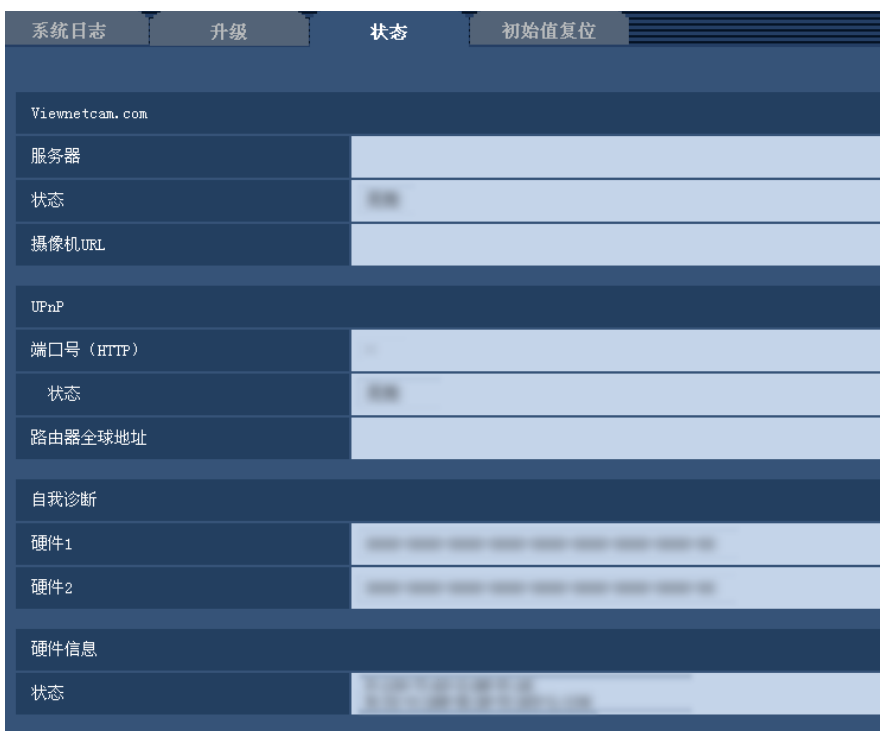 系统日志 升级 状态 初始值复位
Viewnetcam.com
服务器
状态
摄像机URL
UPnP
端口号（HTTP）
状态
路由器全球地址
自我诊断
硬件1
硬件2
硬件信息
状态